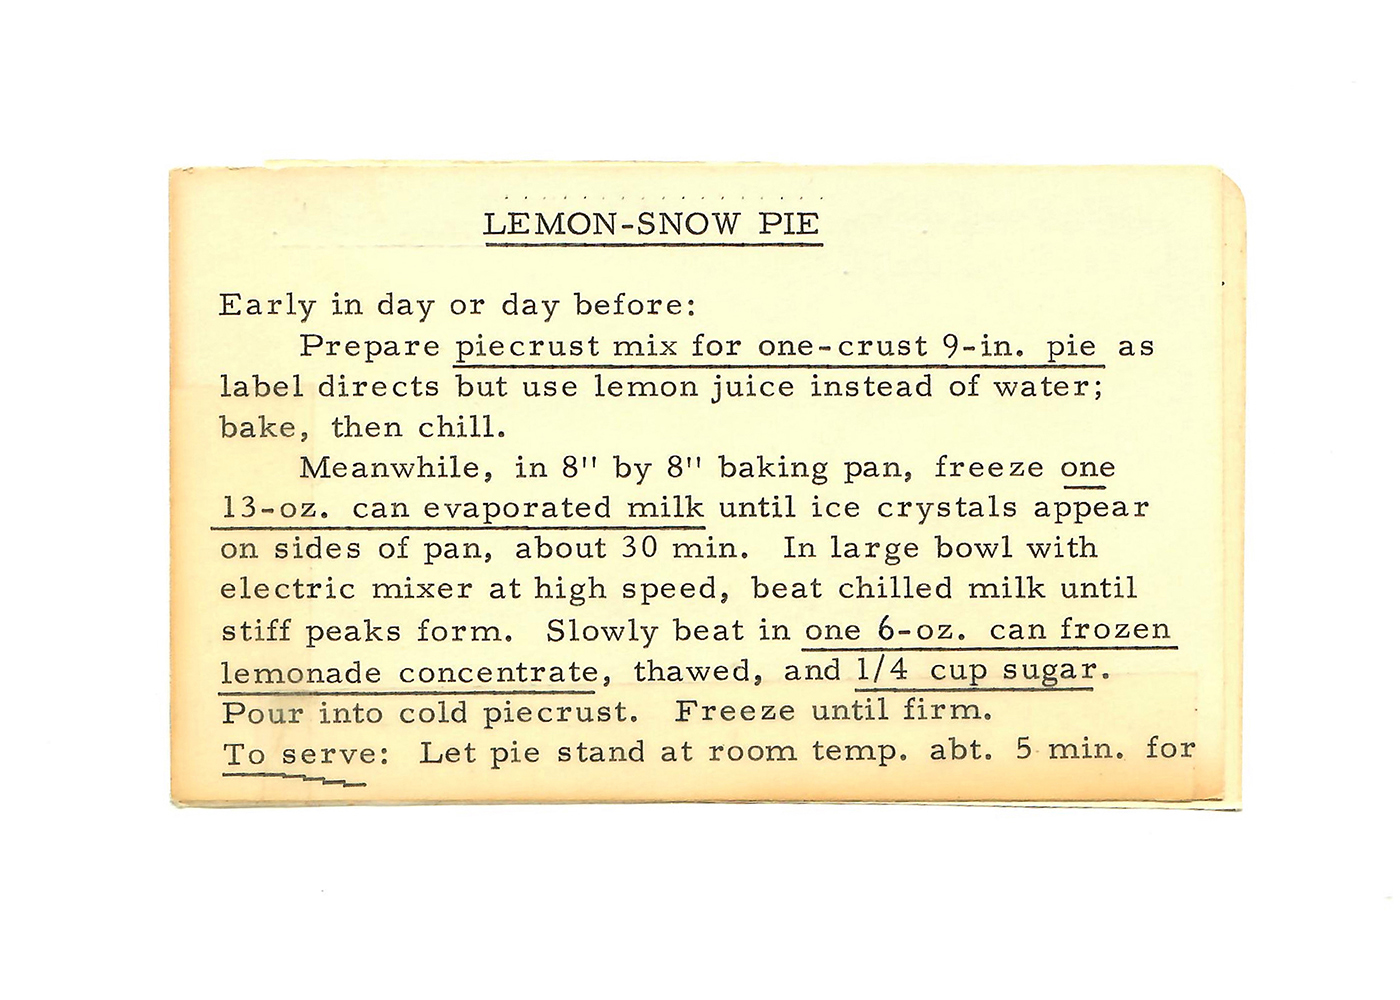 LEMON-SNOW PIE
Early in day or day before:
Prepare piecrust mix for one-crust 9-in. pie as
label directs but use lemon juice instead of water;
bake, then chill.
Meanwhile, in 8" by 8" baking pan, freeze one
13-oz. can evaporated milk until ice crystals appear
on sides of pan, about 30 min. In large bowl with
electric mixer at high speed, beat chilled milk until
stiff peaks form. Slowly beat in one 6-oz. can frozen
lemonade concentrate, thawed, and 1/4 cup sugar.
Pour into cold piecrust. Freeze until firm.
To serve: Let pie stand at room temp. abt. 5 min. for